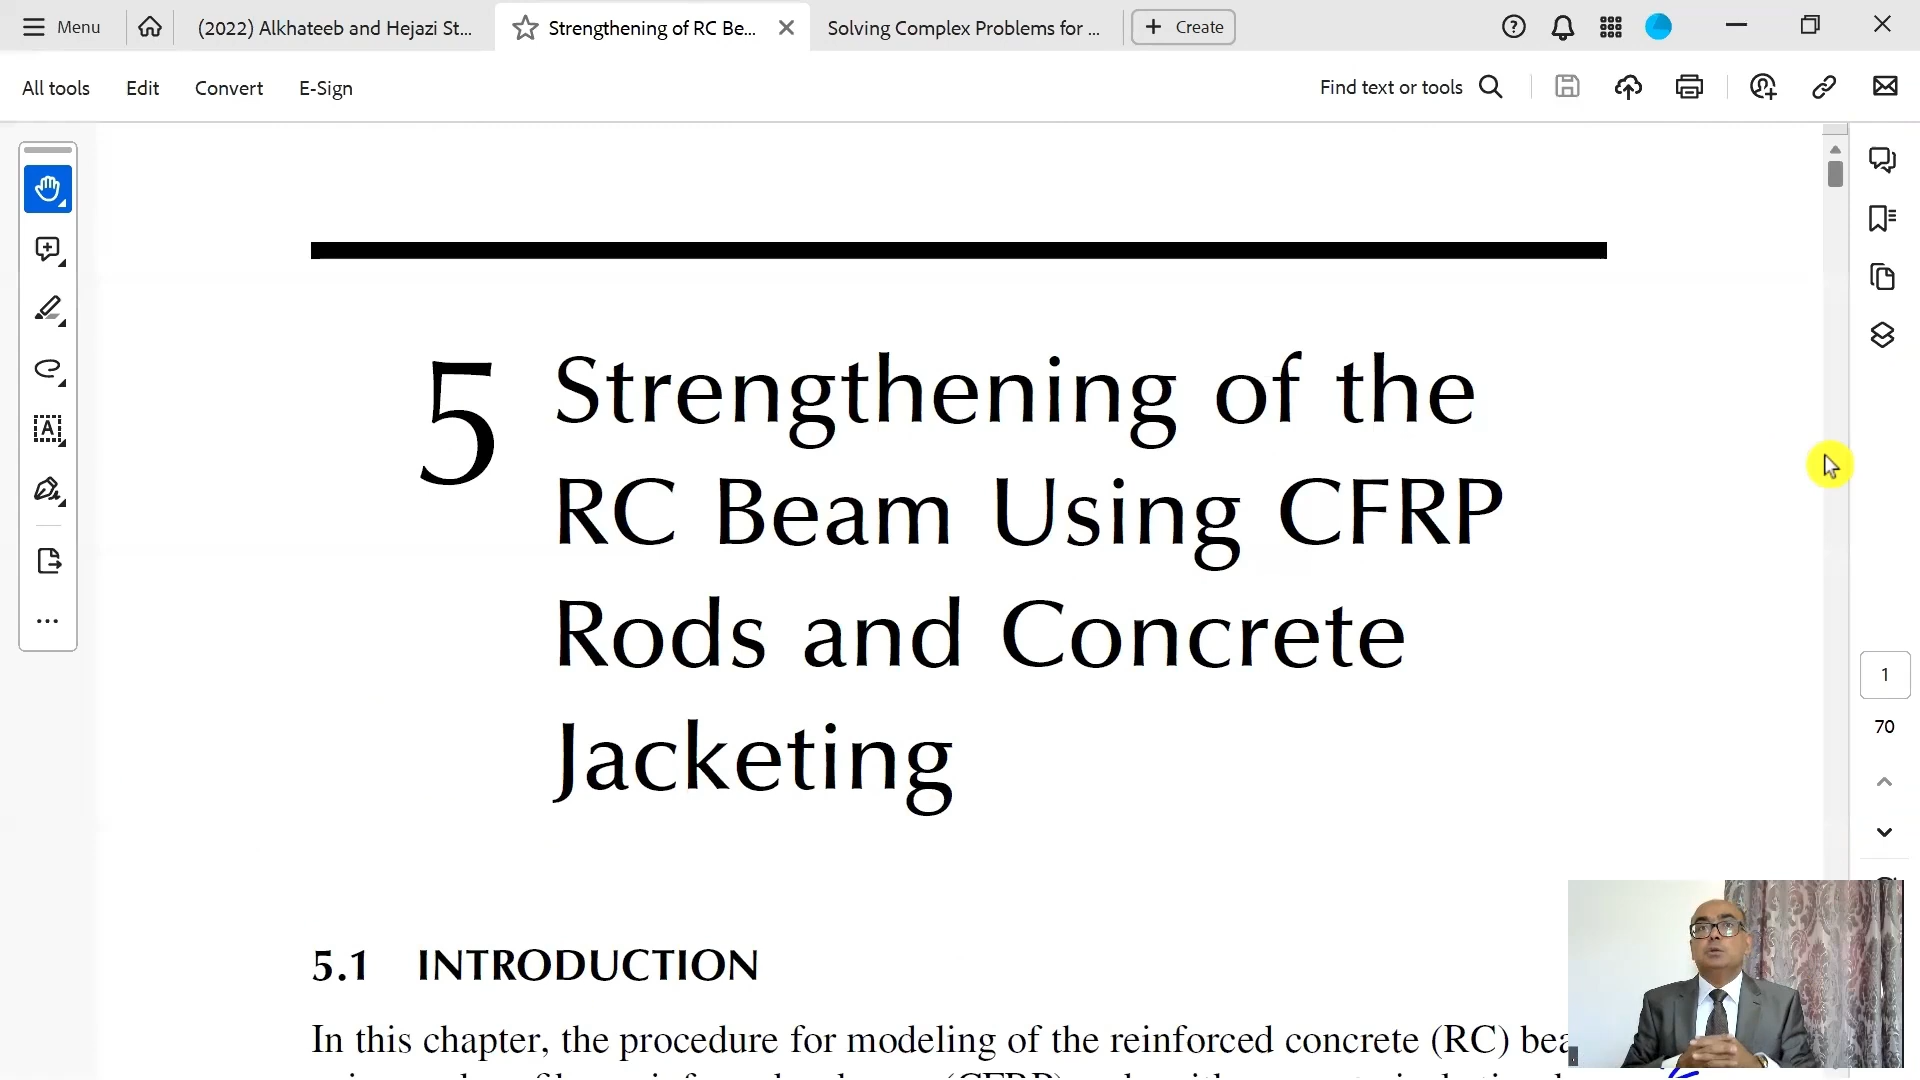 Menu
(2022) Alkhateeb and Hejazi St...
Strengthening of RC Be...
Solving Complex Problems for ...
Create
All tools
Edit
Convert
E-Sign
Find text or tools
5
Strengthening of the
RC Beam Using CFRP
Rods and Concrete
Jacketing
1
70
5.1 INTRODUCTION
In this chapter, the procedure for modeling of the reinforced concrete (RC)